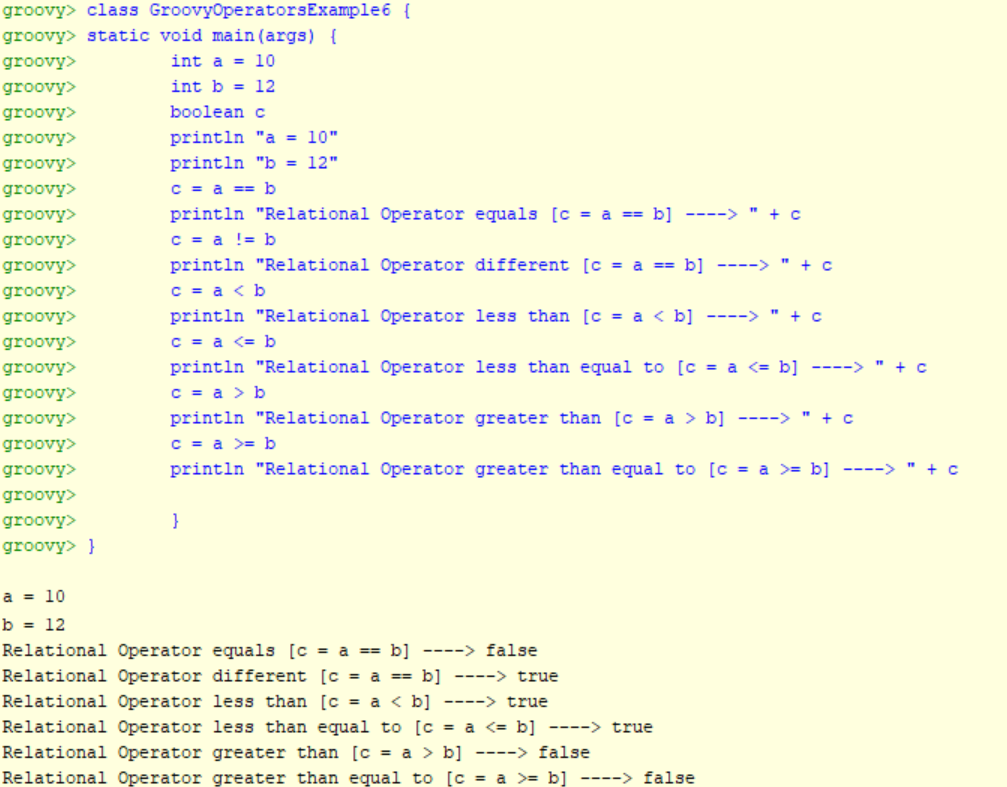 groovy> class GroovyOperatorsExample6 {
groovy> static void main(args) {
groovy>         int a = 10
groovy>         int b = 12
groovy>         boolean c
groovy>         println "a = 10"
groovy>         println "b = 12"
groovy>         c = a == b
groovy>         println "Relational Operator equals [c = a == b] ----> " + c
groovy>         c = a != b
groovy>         println "Relational Operator different [c = a == b] ----> " + c
groovy>         c = a < b
groovy>         println "Relational Operator less than [c = a < b] ----> " + c
groovy>         c = a <= b
groovy>         println "Relational Operator less than equal to [c = a <= b] ----> " + c
groovy>         c = a > b
groovy>         println "Relational Operator greater than [c = a > b] ----> " + c
groovy>         c = a >= b
groovy>         println "Relational Operator greater than equal to [c = a >= b] ----> " + c
groovy>
groovy>         }
groovy> }

a = 10
b = 12
Relational Operator equals [c = a == b] ----> false
Relational Operator different [c = a == b] ----> true
Relational Operator less than [c = a < b] ----> true
Relational Operator less than equal to [c = a <= b] ----> true
Relational Operator greater than [c = a > b] ----> false
Relational Operator greater than equal to [c = a >= b] ----> false